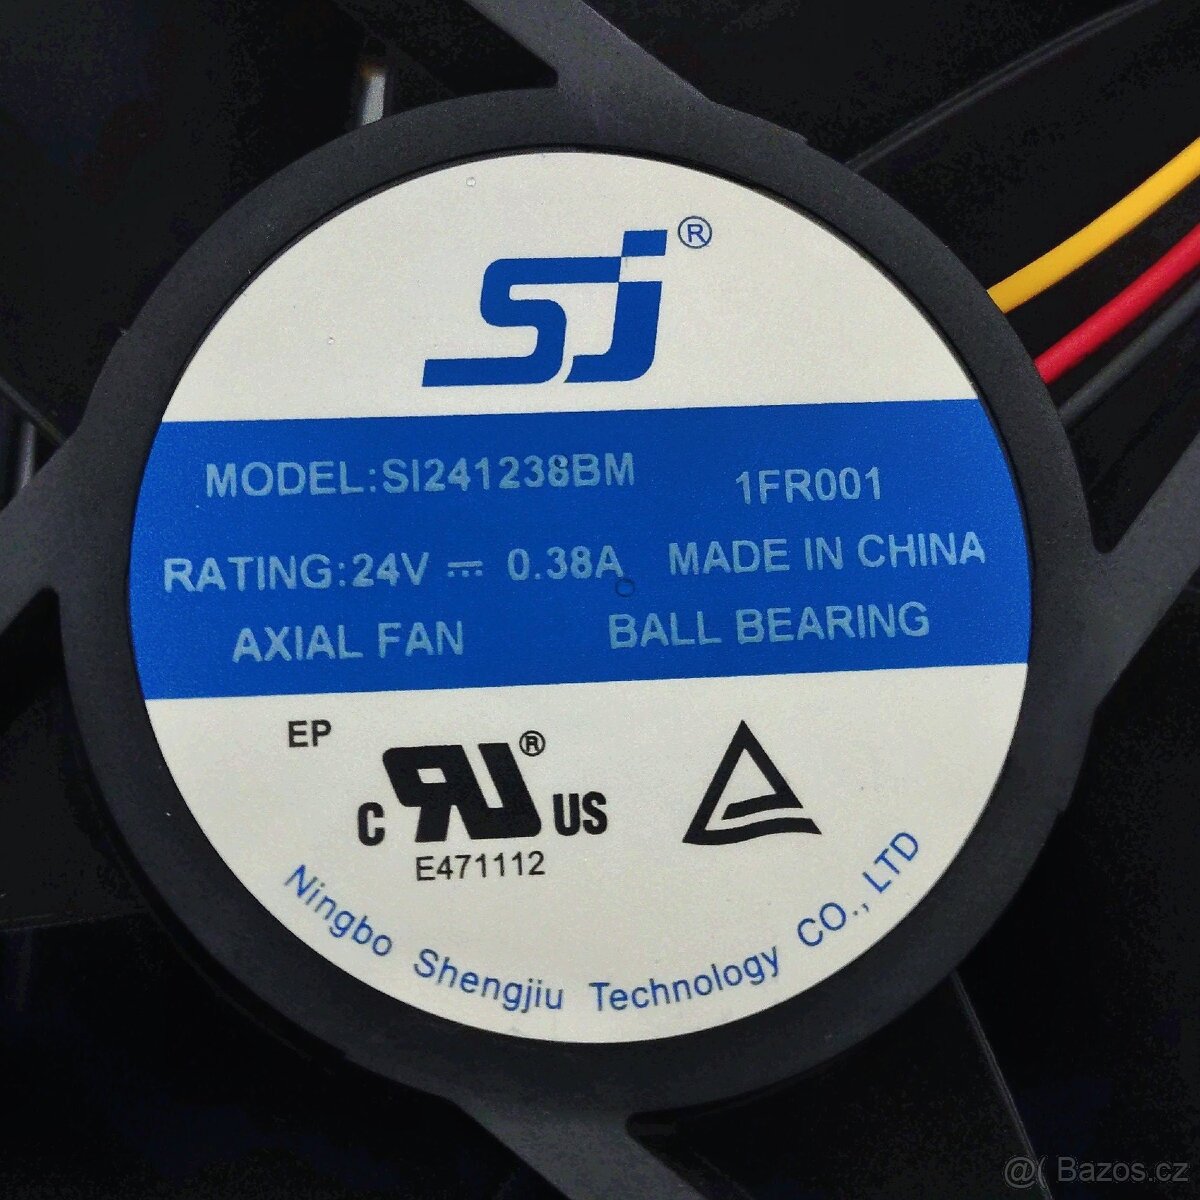 SJ®
MODEL:SI241238BM 1FR001
RATING:24V ⎓ 0.38A MADE IN CHINA
AXIAL FAN BALL BEARING
EP
C RU® US
E471112
Ningbo Shengjiu Technology CO., LTD
@( Bazos.cz